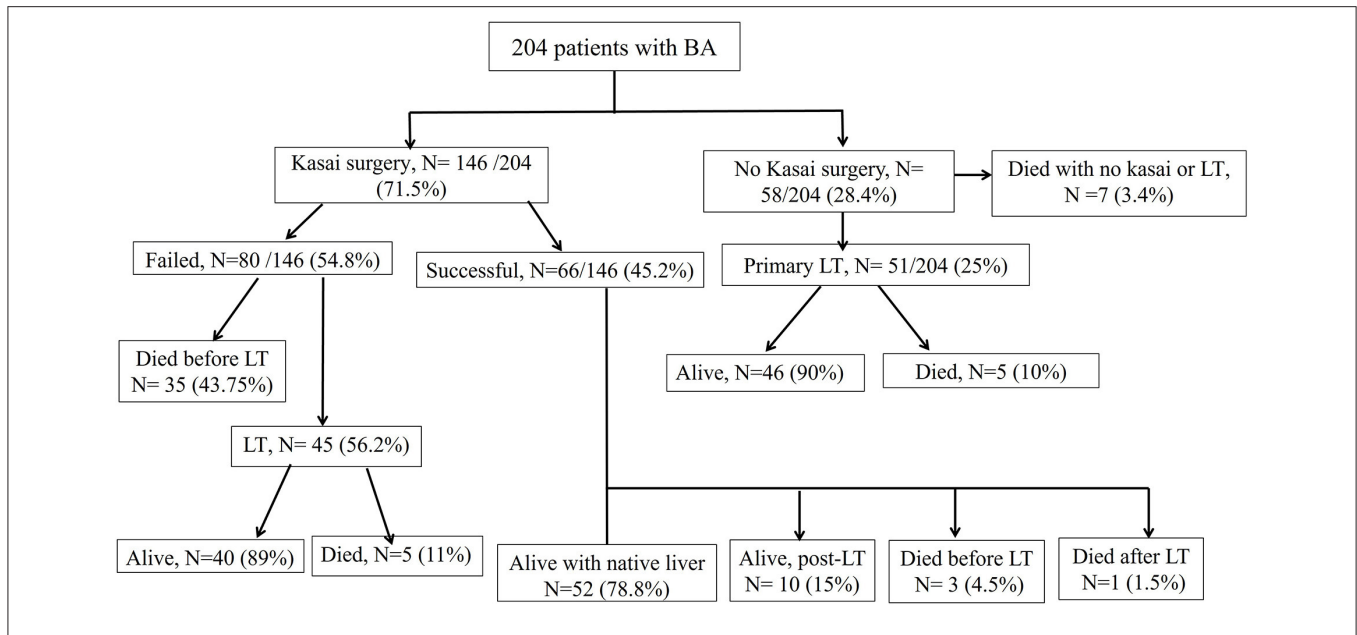 204 patients with BA
Kasai surgery, N= 146 /204
(71.5%)
No Kasai surgery, N=
58/204 (28.4%)
Died with no kasai or LT,
N =7 (3.4%)
Failed, N=80 /146 (54.8%)
Successful, N=66/146 (45.2%)
Primary LT, N= 51/204 (25%)
Died before LT
N= 35 (43.75%)
Alive, N=46 (90%)
Died, N=5 (10%)
LT, N= 45 (56.2%)
Alive, N=40 (89%)
Died, N=5 (11%)
Alive with native liver
N=52 (78.8%)
Alive, post-LT
N= 10 (15%)
Died before LT
N= 3 (4.5%)
Died after LT
N=1 (1.5%)